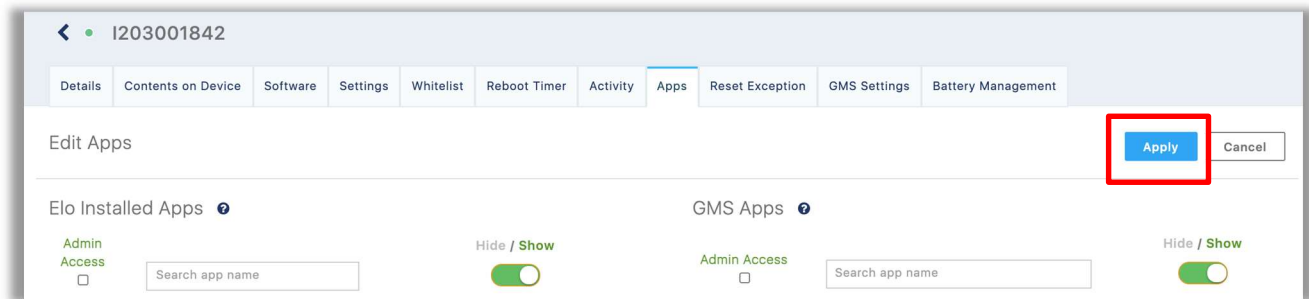 I203001842
Details Contents on Device Software Settings Whitelist Reboot Timer Activity Apps Reset Exception GMS Settings Battery Management
Edit Apps
Apply Cancel
Elo Installed Apps ?
GMS Apps ?
Admin Access
Search app name
Hide / Show
Admin Access
Search app name
Hide / Show